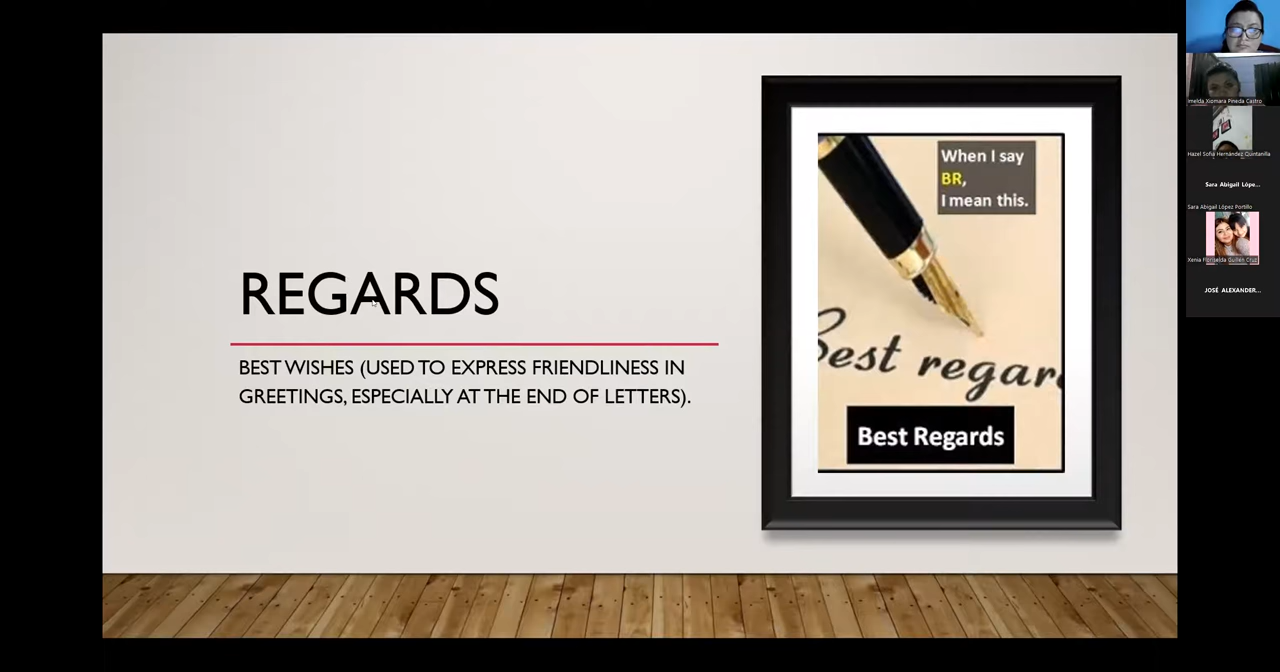 REGARDS
BEST WISHES (USED TO EXPRESS FRIENDLINESS IN
GREETINGS, ESPECIALLY AT THE END OF LETTERS).
When I say
BR,
I mean this.
Best regar
Best Regards
Imelda Xiomara Pineda Castro
Hazel Sofia Hernández Quintanilla
Sara Abigail Lópe...
Sara Abigail López Portillo
Xenia Floriselda Guillén Cruz
JOSÉ ALEXANDER...